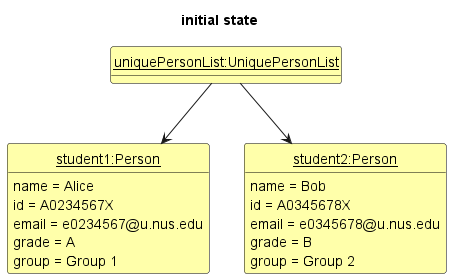 initial state
uniquePersonList:UniquePersonList
student1:Person
name = Alice
id = A0234567X
email = e0234567@u.nus.edu
grade = A
group = Group 1
student2:Person
name = Bob
id = A0345678X
email = e0345678@u.nus.edu
grade = B
group = Group 2